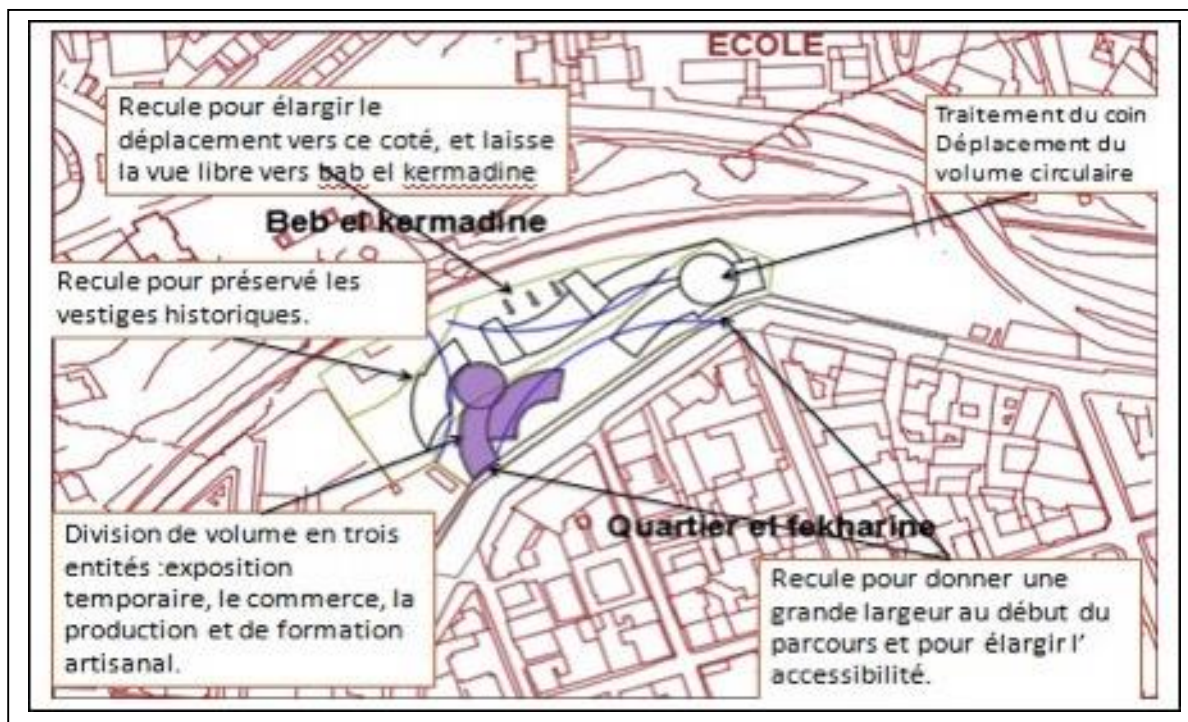 ECOLE
Recule pour élargir le
déplacement vers ce coté, et laisse
la vue libre vers bab el kermadine
Traitement du coin
Déplacement du
volume circulaire
Beb el kermadine
Recule pour préservé les
vestiges historiques.
Division de volume en trois
entités :exposition
temporaire, le commerce, la
production et de formation
artisanal.
Quartier el fekharine
Recule pour donner une
grande largeur au début du
parcours et pour élargir l’
accessibilité.